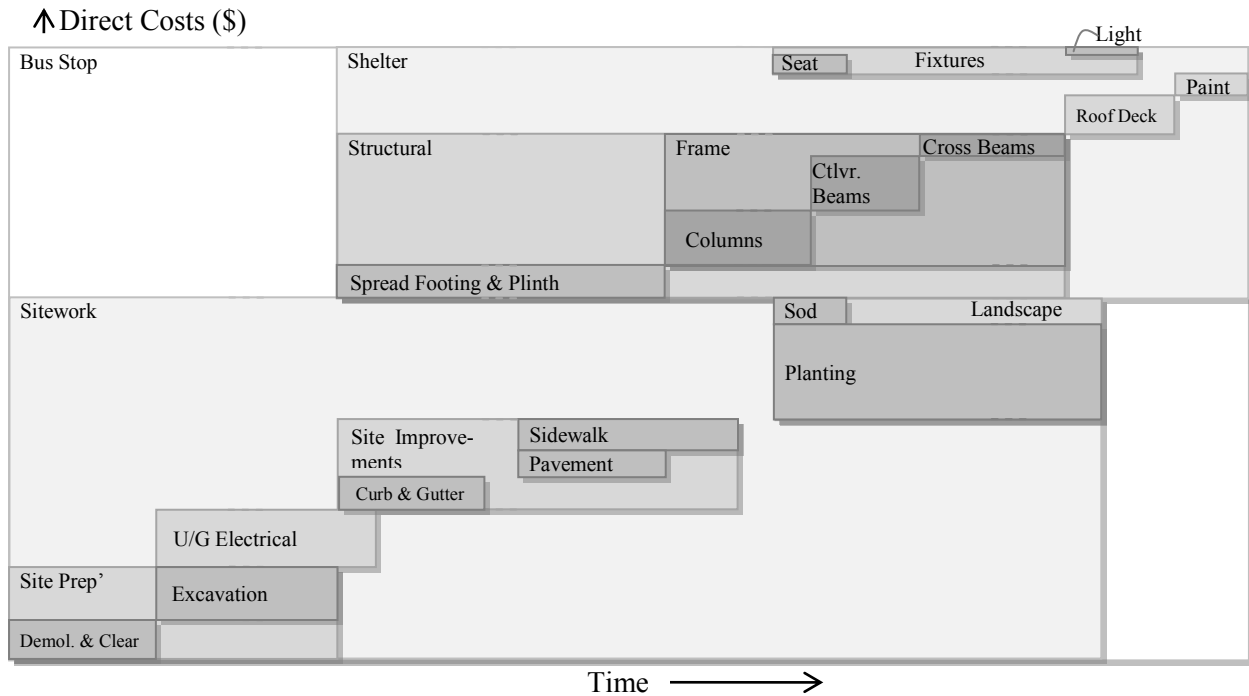 Direct Costs ($)
Light
Bus Stop
Shelter
Seat
Fixtures
Paint
Roof Deck
Structural
Frame
Cross Beams
Ctlvr.
Beams
Columns
Spread Footing & Plinth
Sitework
Sod
Landscape
Planting
Site Improve-
ments
Sidewalk
Pavement
Curb & Gutter
U/G Electrical
Site Prep’
Excavation
Demol. & Clear
Time